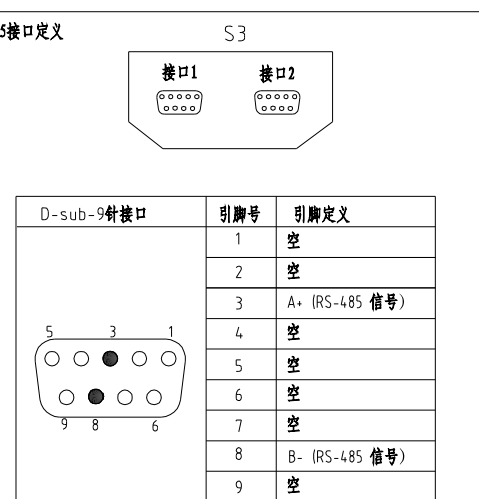 5接口定义
S3
接口1 接口2
D-sub-9针接口 引脚号 引脚定义
1 空
2 空
3 A+ (RS-485 信号)
4 空
5 空
6 空
7 空
8 B- (RS-485 信号)
9 空
5 3 1
9 8 6